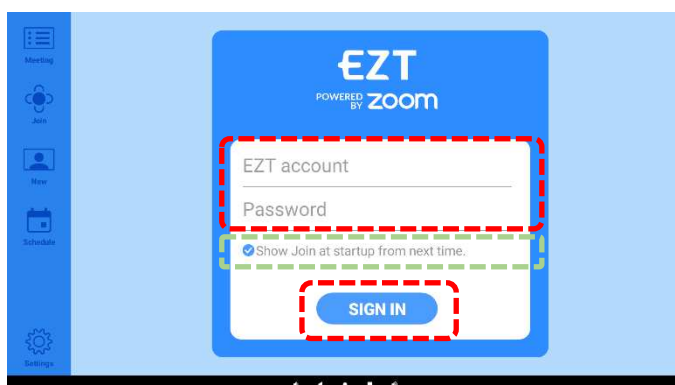 Meeting
Join
New
Schedule
Settings
EZT
POWERED BY zoom
EZT account
Password
Show Join at startup from next time.
SIGN IN